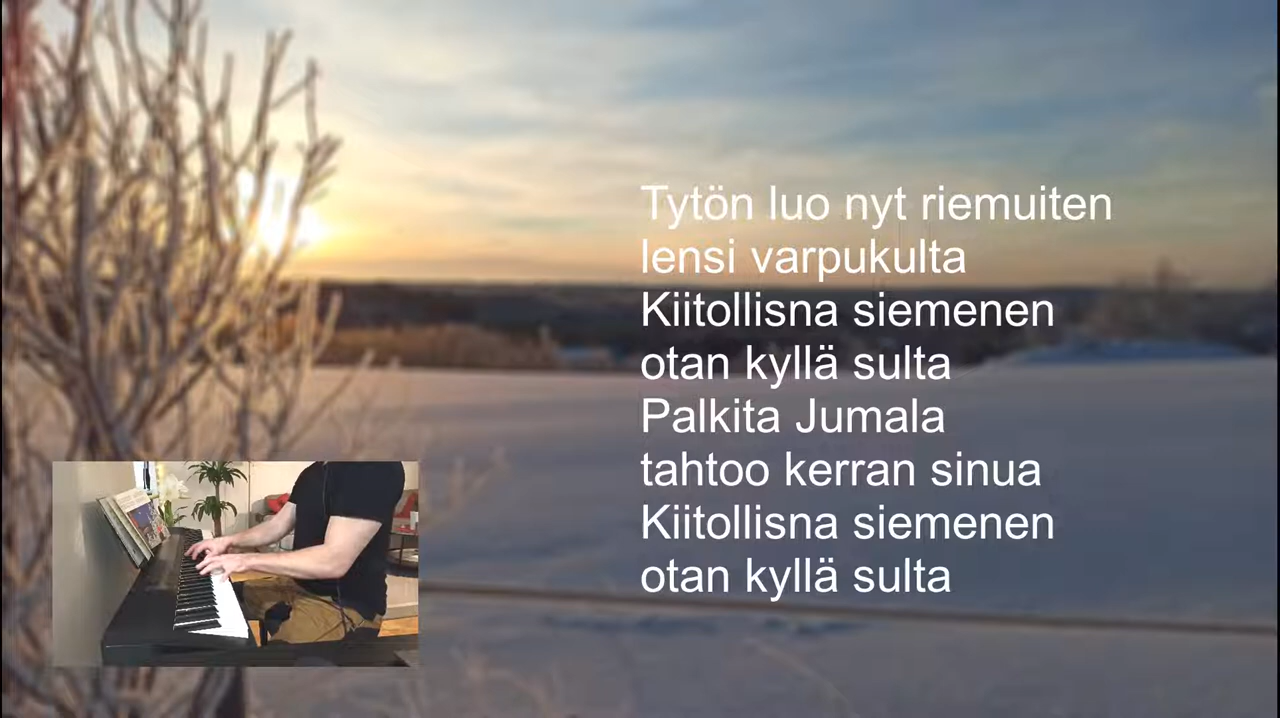 Tytön luo nyt riemuiten
lensi varpukulta
Kiitollisna siemenen
otan kyllä sulta
Palkita Jumala
tahtoo kerran sinua
Kiitollisna siemenen
otan kyllä sulta